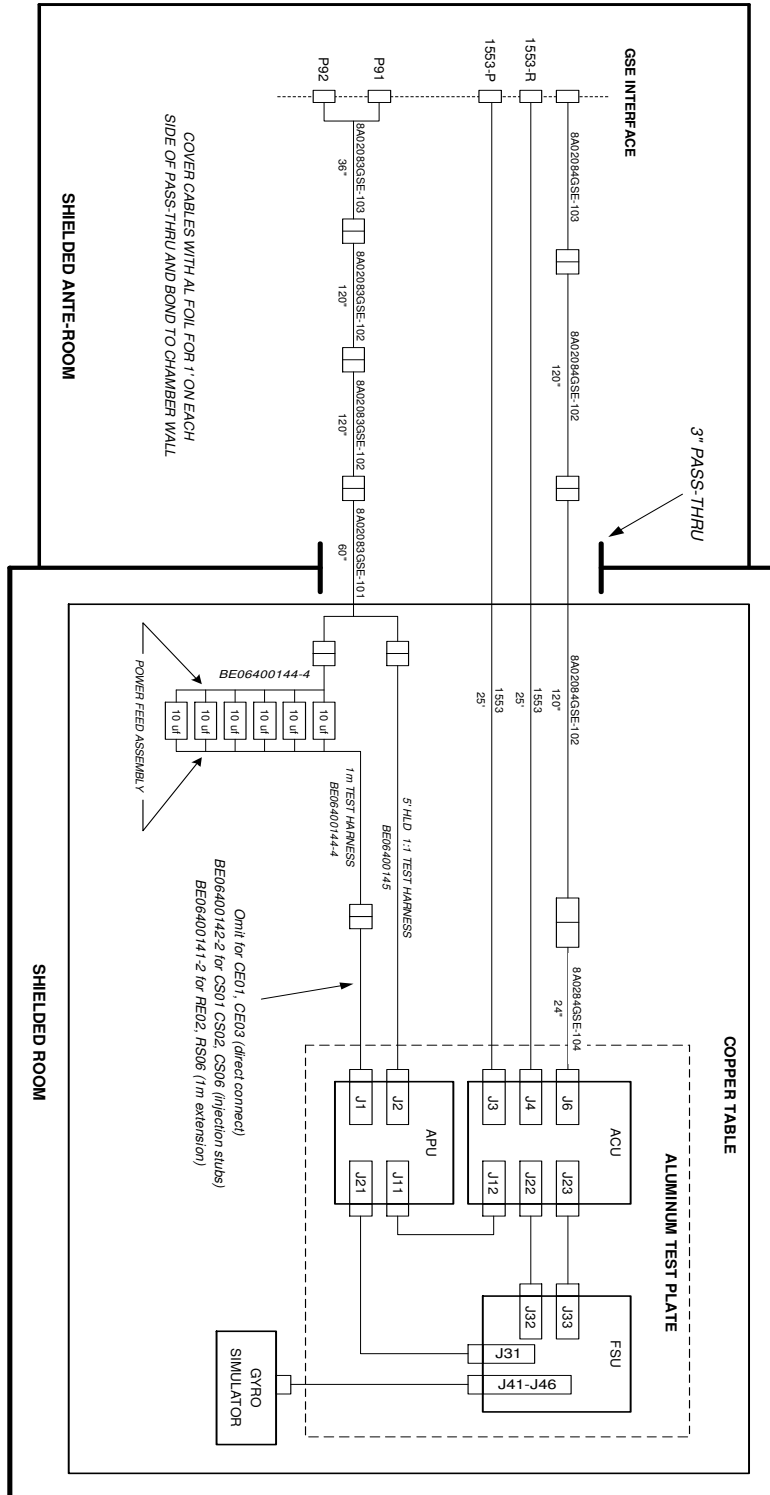 GSE INTERFACE
1553-R
1553-P
P91
P92
8A02084GSE-103
8A02084GSE-102
120"
8A02083GSE-103
36"
8A02083GSE-102
120"
8A02083GSE-102
120"
8A02083GSE-101
60"
COVER CABLES WITH AL FOIL FOR 1' ON EACH
SIDE OF PASS-THRU AND BOND TO CHAMBER WALL
SHIELDED ANTE-ROOM
3" PASS-THRU
8A02084GSE-102
120"
1553
25'
1553
25'
BE06400144-4
10 uf
10 uf
10 uf
10 uf
10 uf
10 uf
POWER FEED ASSEMBLY
5' HLD 1:1 TEST HARNESS
BE06400145
1m TEST HARNESS
BE06400144-4
Omit for CE01, CE03 (direct connect)
BE06400142-2 for CS01 CS02, CS06 (injection stubs)
BE06400141-2 for RE02, RS06 (1m extension)
8A0284GSE-104
24"
COPPER TABLE
ALUMINUM TEST PLATE
ACU
J6
J4
J3
J23
J22
J12
APU
J2
J1
J11
J21
FSU
J33
J32
J31
J41-J46
GYRO
SIMULATOR
SHIELDED ROOM